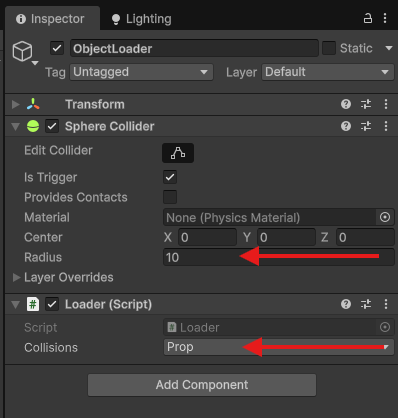 Inspector Lighting
ObjectLoader Static
Tag Untagged Layer Default
Transform
Sphere Collider
Edit Collider
Is Trigger
Provides Contacts
Material None (Physics Material)
Center X 0 Y 0 Z 0
Radius 10
Layer Overrides
# Loader (Script)
Script # Loader
Collisions Prop
Add Component